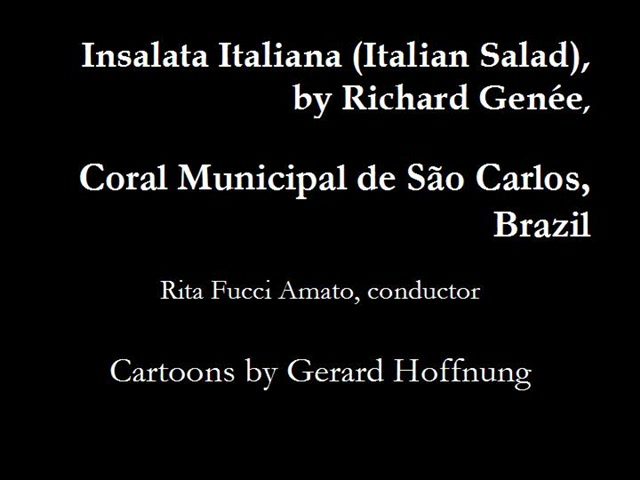 Insalata Italiana (Italian Salad),
by Richard Genée,
Coral Municipal de São Carlos,
Brazil
Rita Fucci Amato, conductor
Cartoons by Gerard Hoffnung